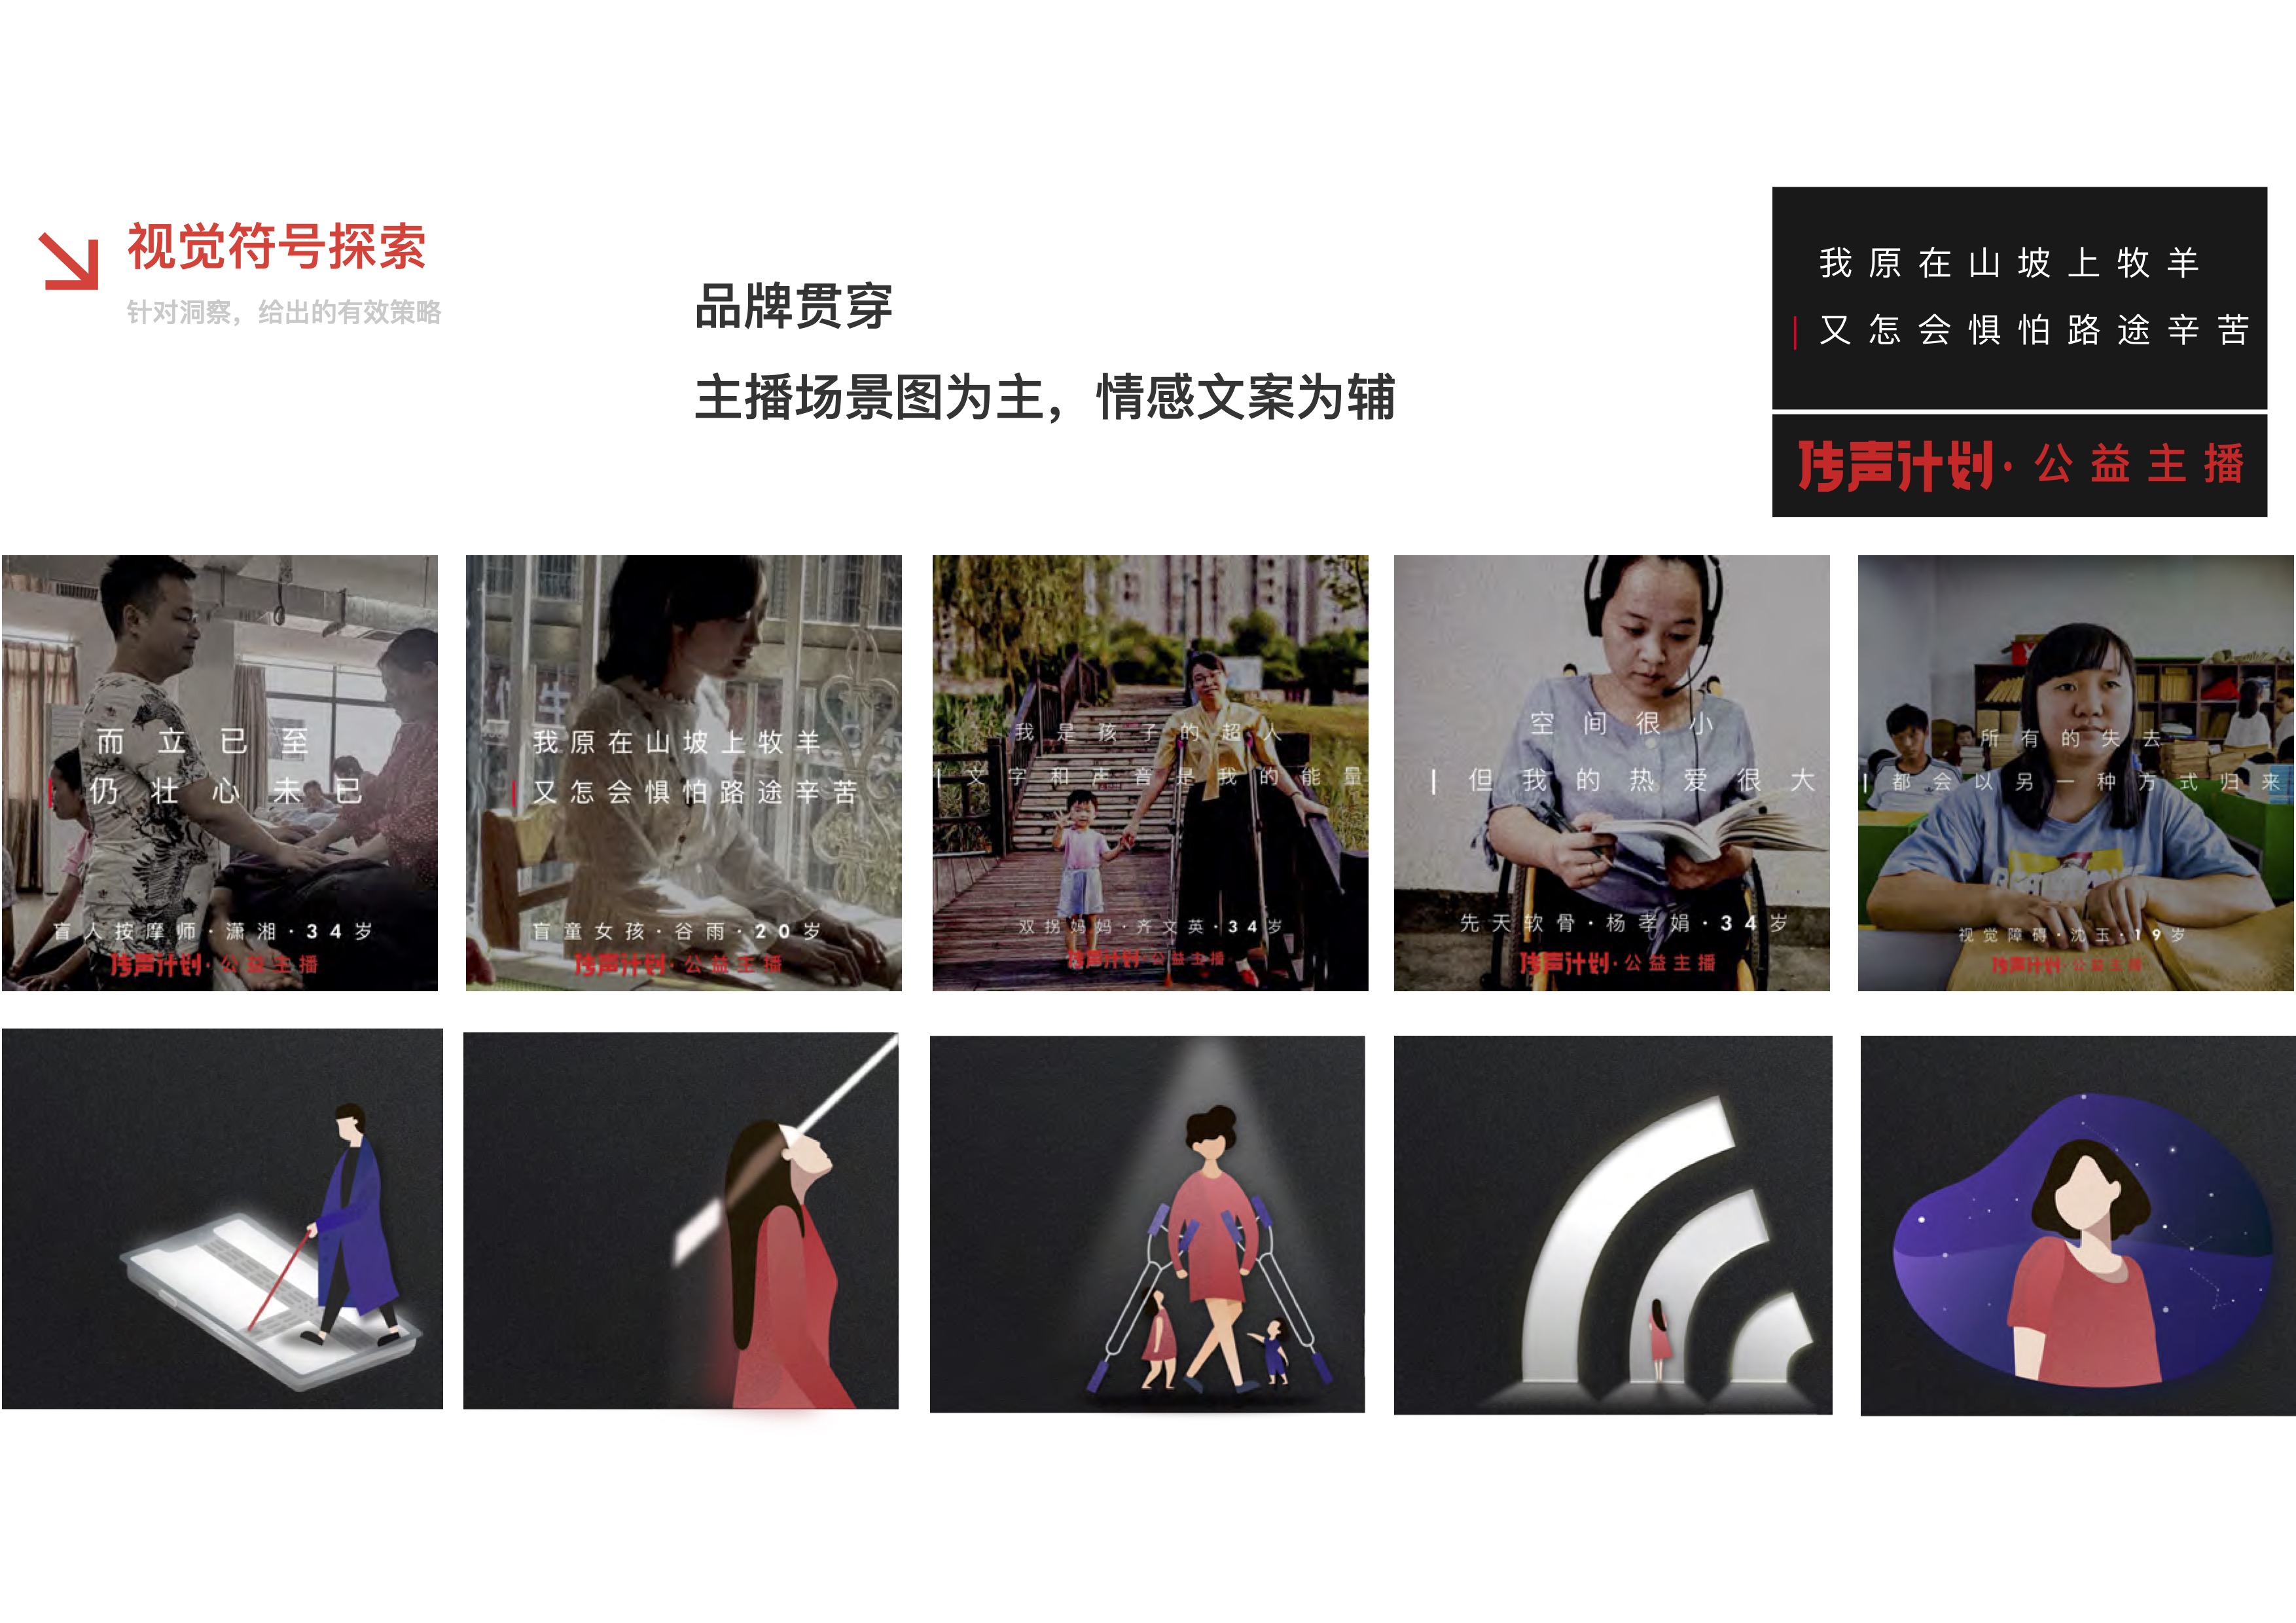 视觉符号探索
针对洞察，给出的有效策略
品牌贯穿
主播场景图为主，情感文案为辅
我原在山坡上牧羊
又怎会惧怕路途辛苦
传声计划·公益主播
而立已至
仍壮心未已
盲人按摩师·潇湘·34岁
传声计划·公益主播
我原在山坡上牧羊
又怎会惧怕路途辛苦
盲童女孩·谷雨·20岁
传声计划·公益主播
我是孩子的超人
文字和声音是我的能量
双拐妈妈·齐文英·34岁
传声计划·公益主播
空间很小
但我的热爱很大
先天软骨·杨孝娟·34岁
传声计划·公益主播
所有的失去
都会以另一种方式归来
视觉障碍·沈玉·19岁
传声计划·公益主播